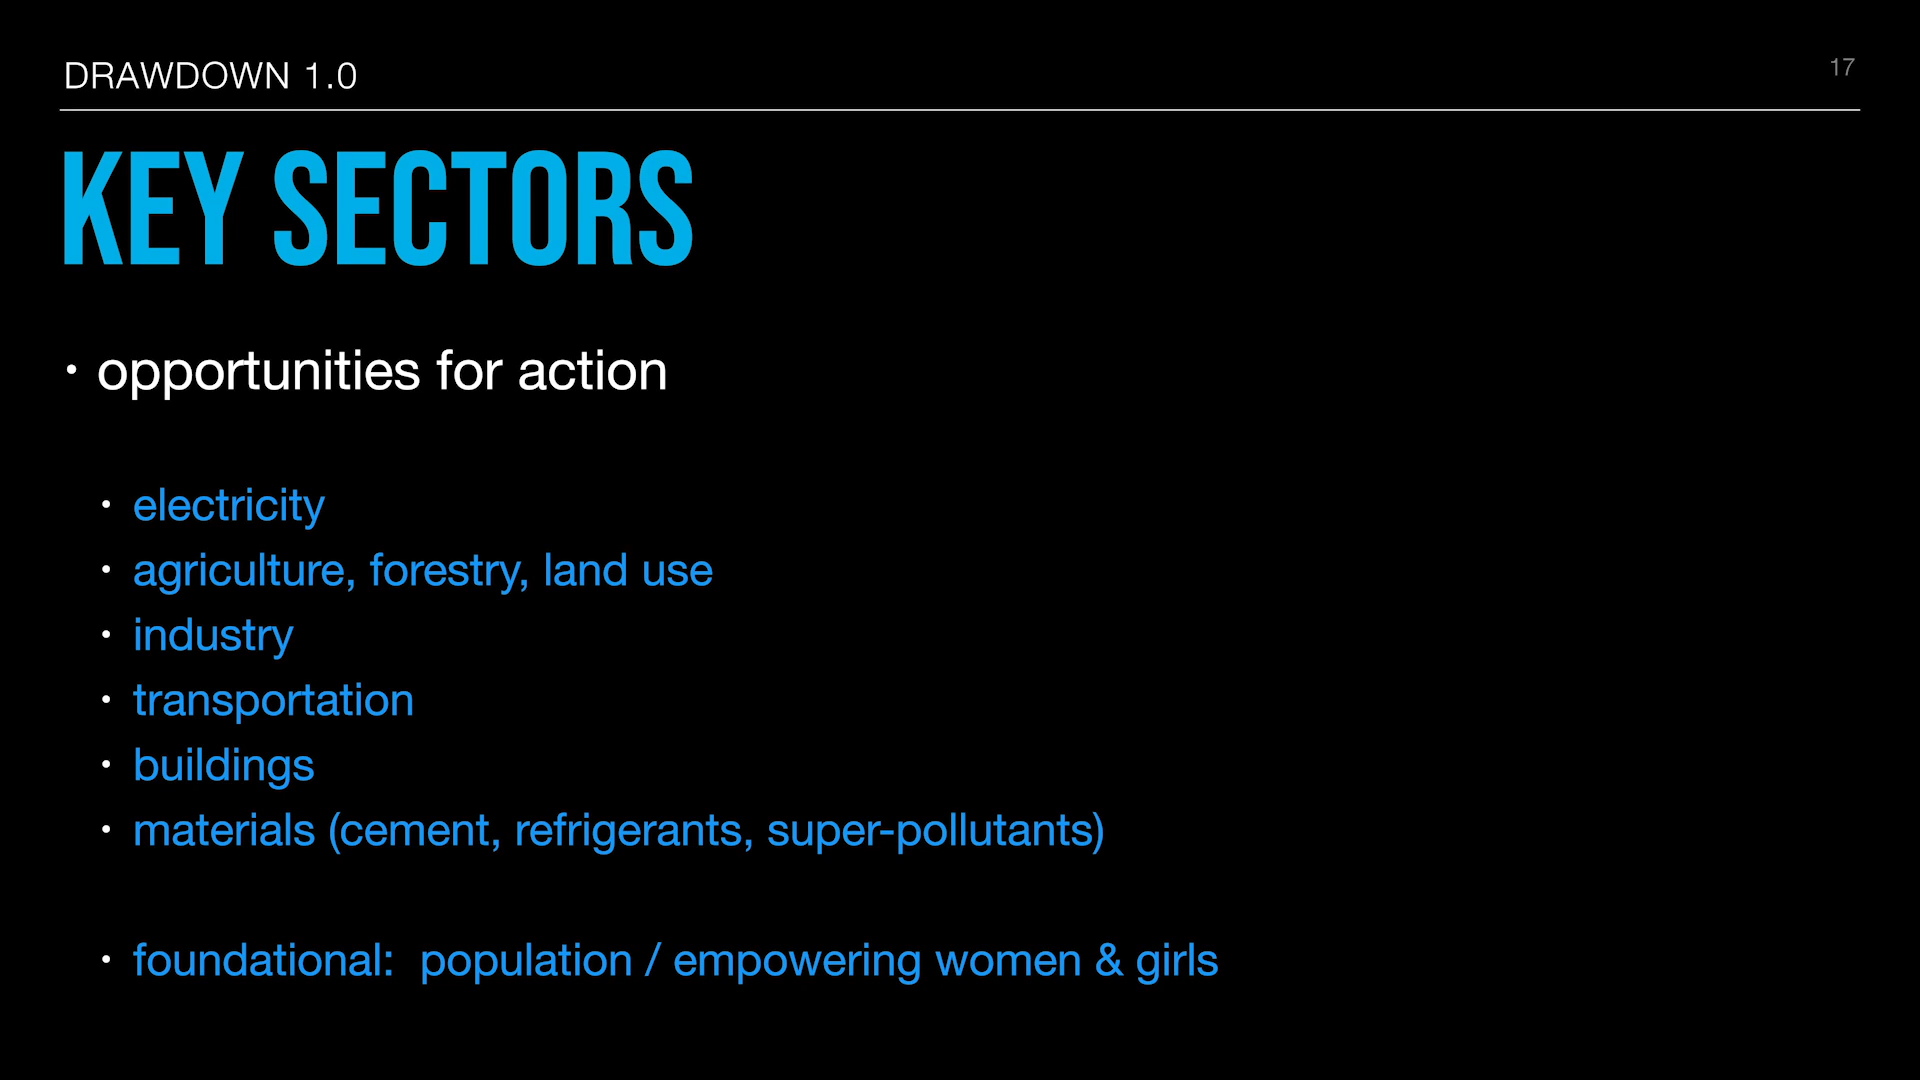 DRAWDOWN 1.0
17
KEY SECTORS
• opportunities for action
• electricity
• agriculture, forestry, land use
• industry
• transportation
• buildings
• materials (cement, refrigerants, super-pollutants)
• foundational:  population / empowering women & girls